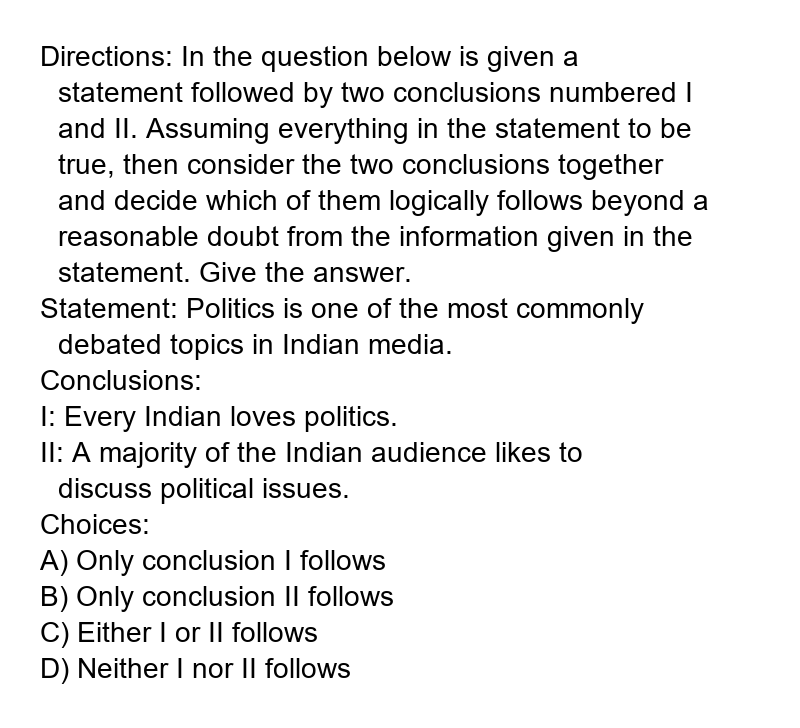 Directions: In the question below is given a
statement followed by two conclusions numbered I
and II. Assuming everything in the statement to be
true, then consider the two conclusions together
and decide which of them logically follows beyond a
reasonable doubt from the information given in the
statement. Give the answer.
Statement: Politics is one of the most commonly
debated topics in Indian media.
Conclusions:
I: Every Indian loves politics.
II: A majority of the Indian audience likes to
discuss political issues.
Choices:
A) Only conclusion I follows
B) Only conclusion II follows
C) Either I or II follows
D) Neither I nor II follows